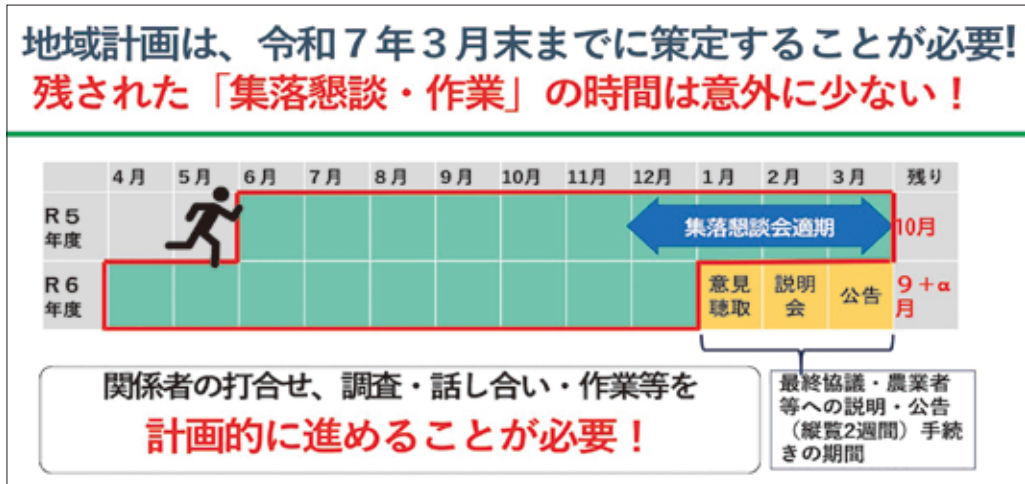 地域計画は、令和７年３月末までに策定することが必要!
残された「集落懇談・作業」の時間は意外に少ない！
4月 5月 6月 7月 8月 9月 10月 11月 12月 1月 2月 3月 残り
R5
年度
集落懇談会適期
10月
R6
年度
意見
聴取
説明
会
公告
９＋α
月
関係者の打合せ、調査・話し合い・作業等を
計画的に進めることが必要！
最終協議・農業者
等への説明・公告
（縦覧2週間）手続
きの期間